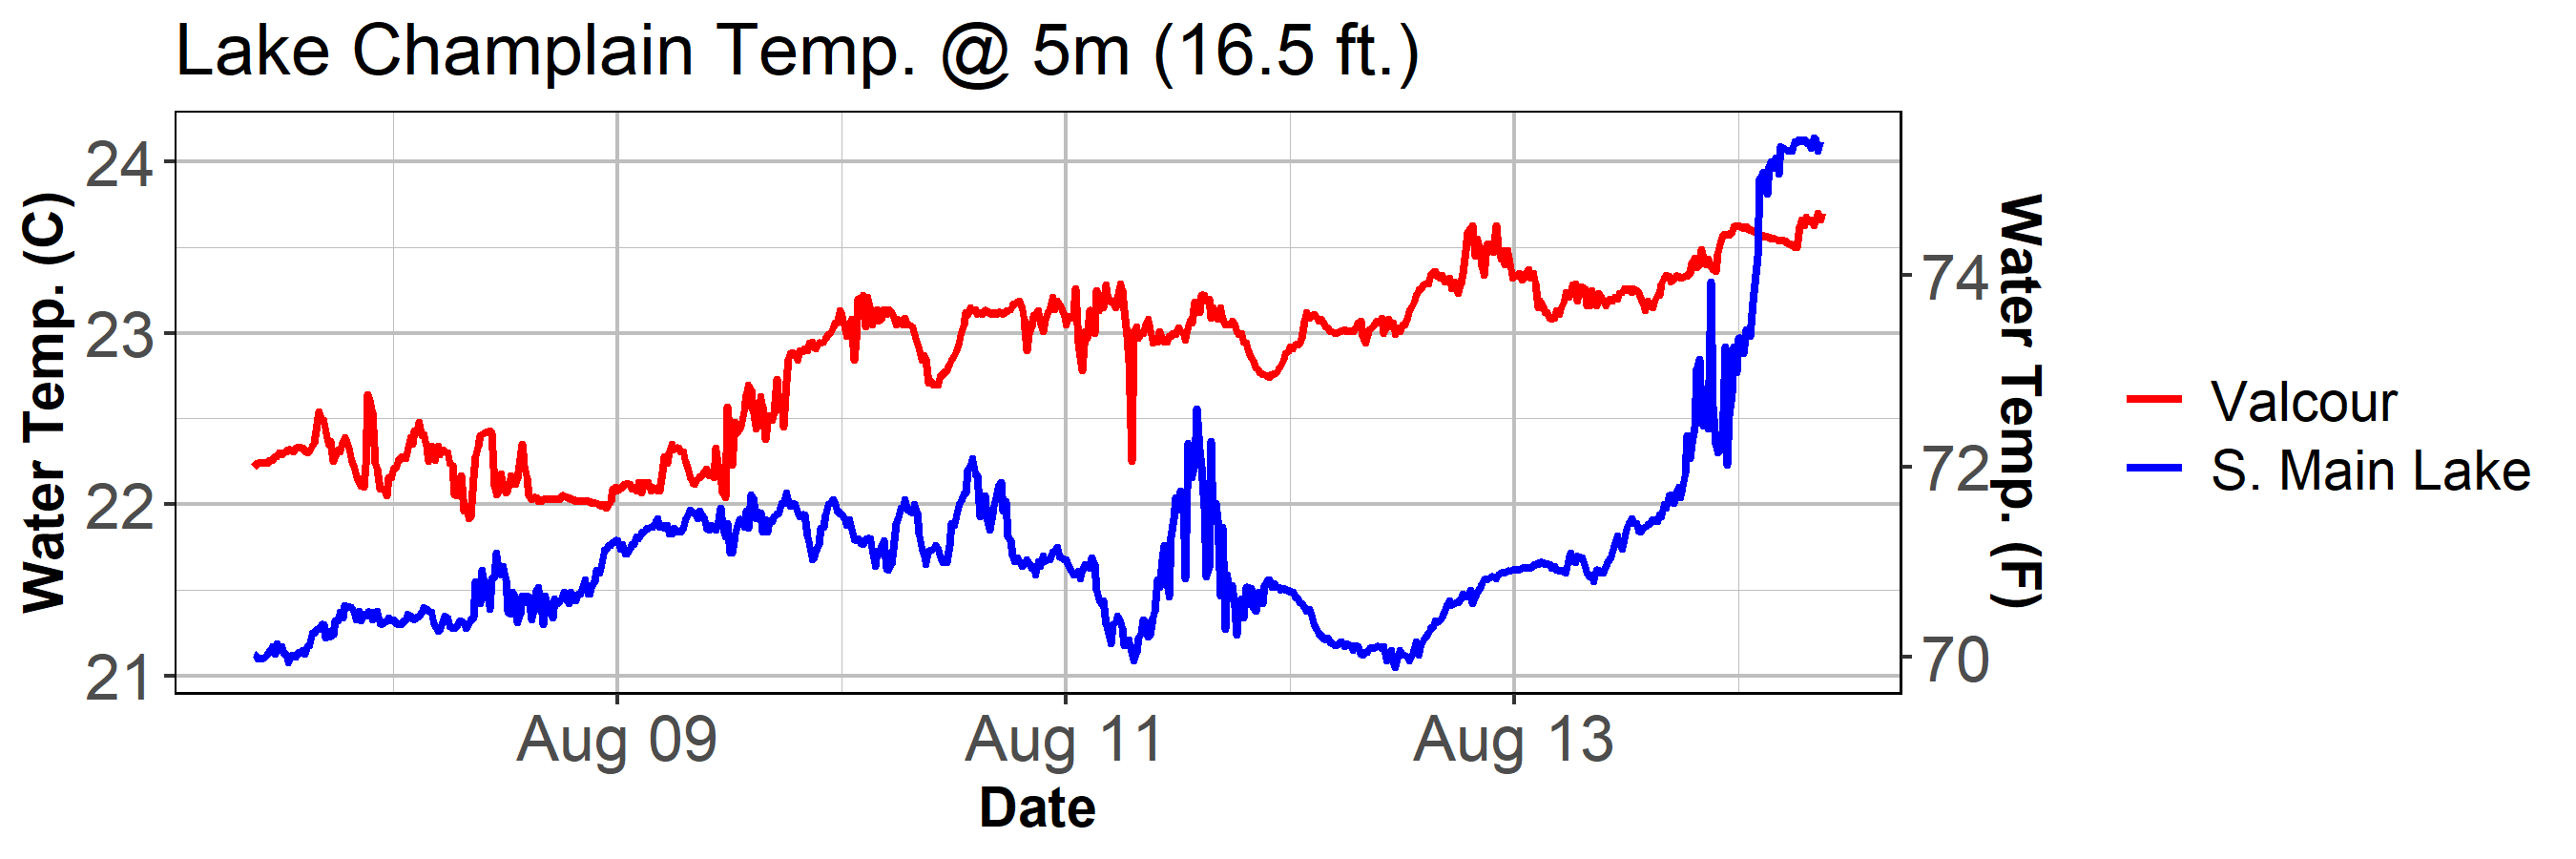 Lake Champlain Temp. @ 5m (16.5 ft.)
Water Temp. (C)
24
23
22
21
Water Temp. (F)
74
72
70
Aug 09
Aug 11
Aug 13
Date
Valcour
S. Main Lake